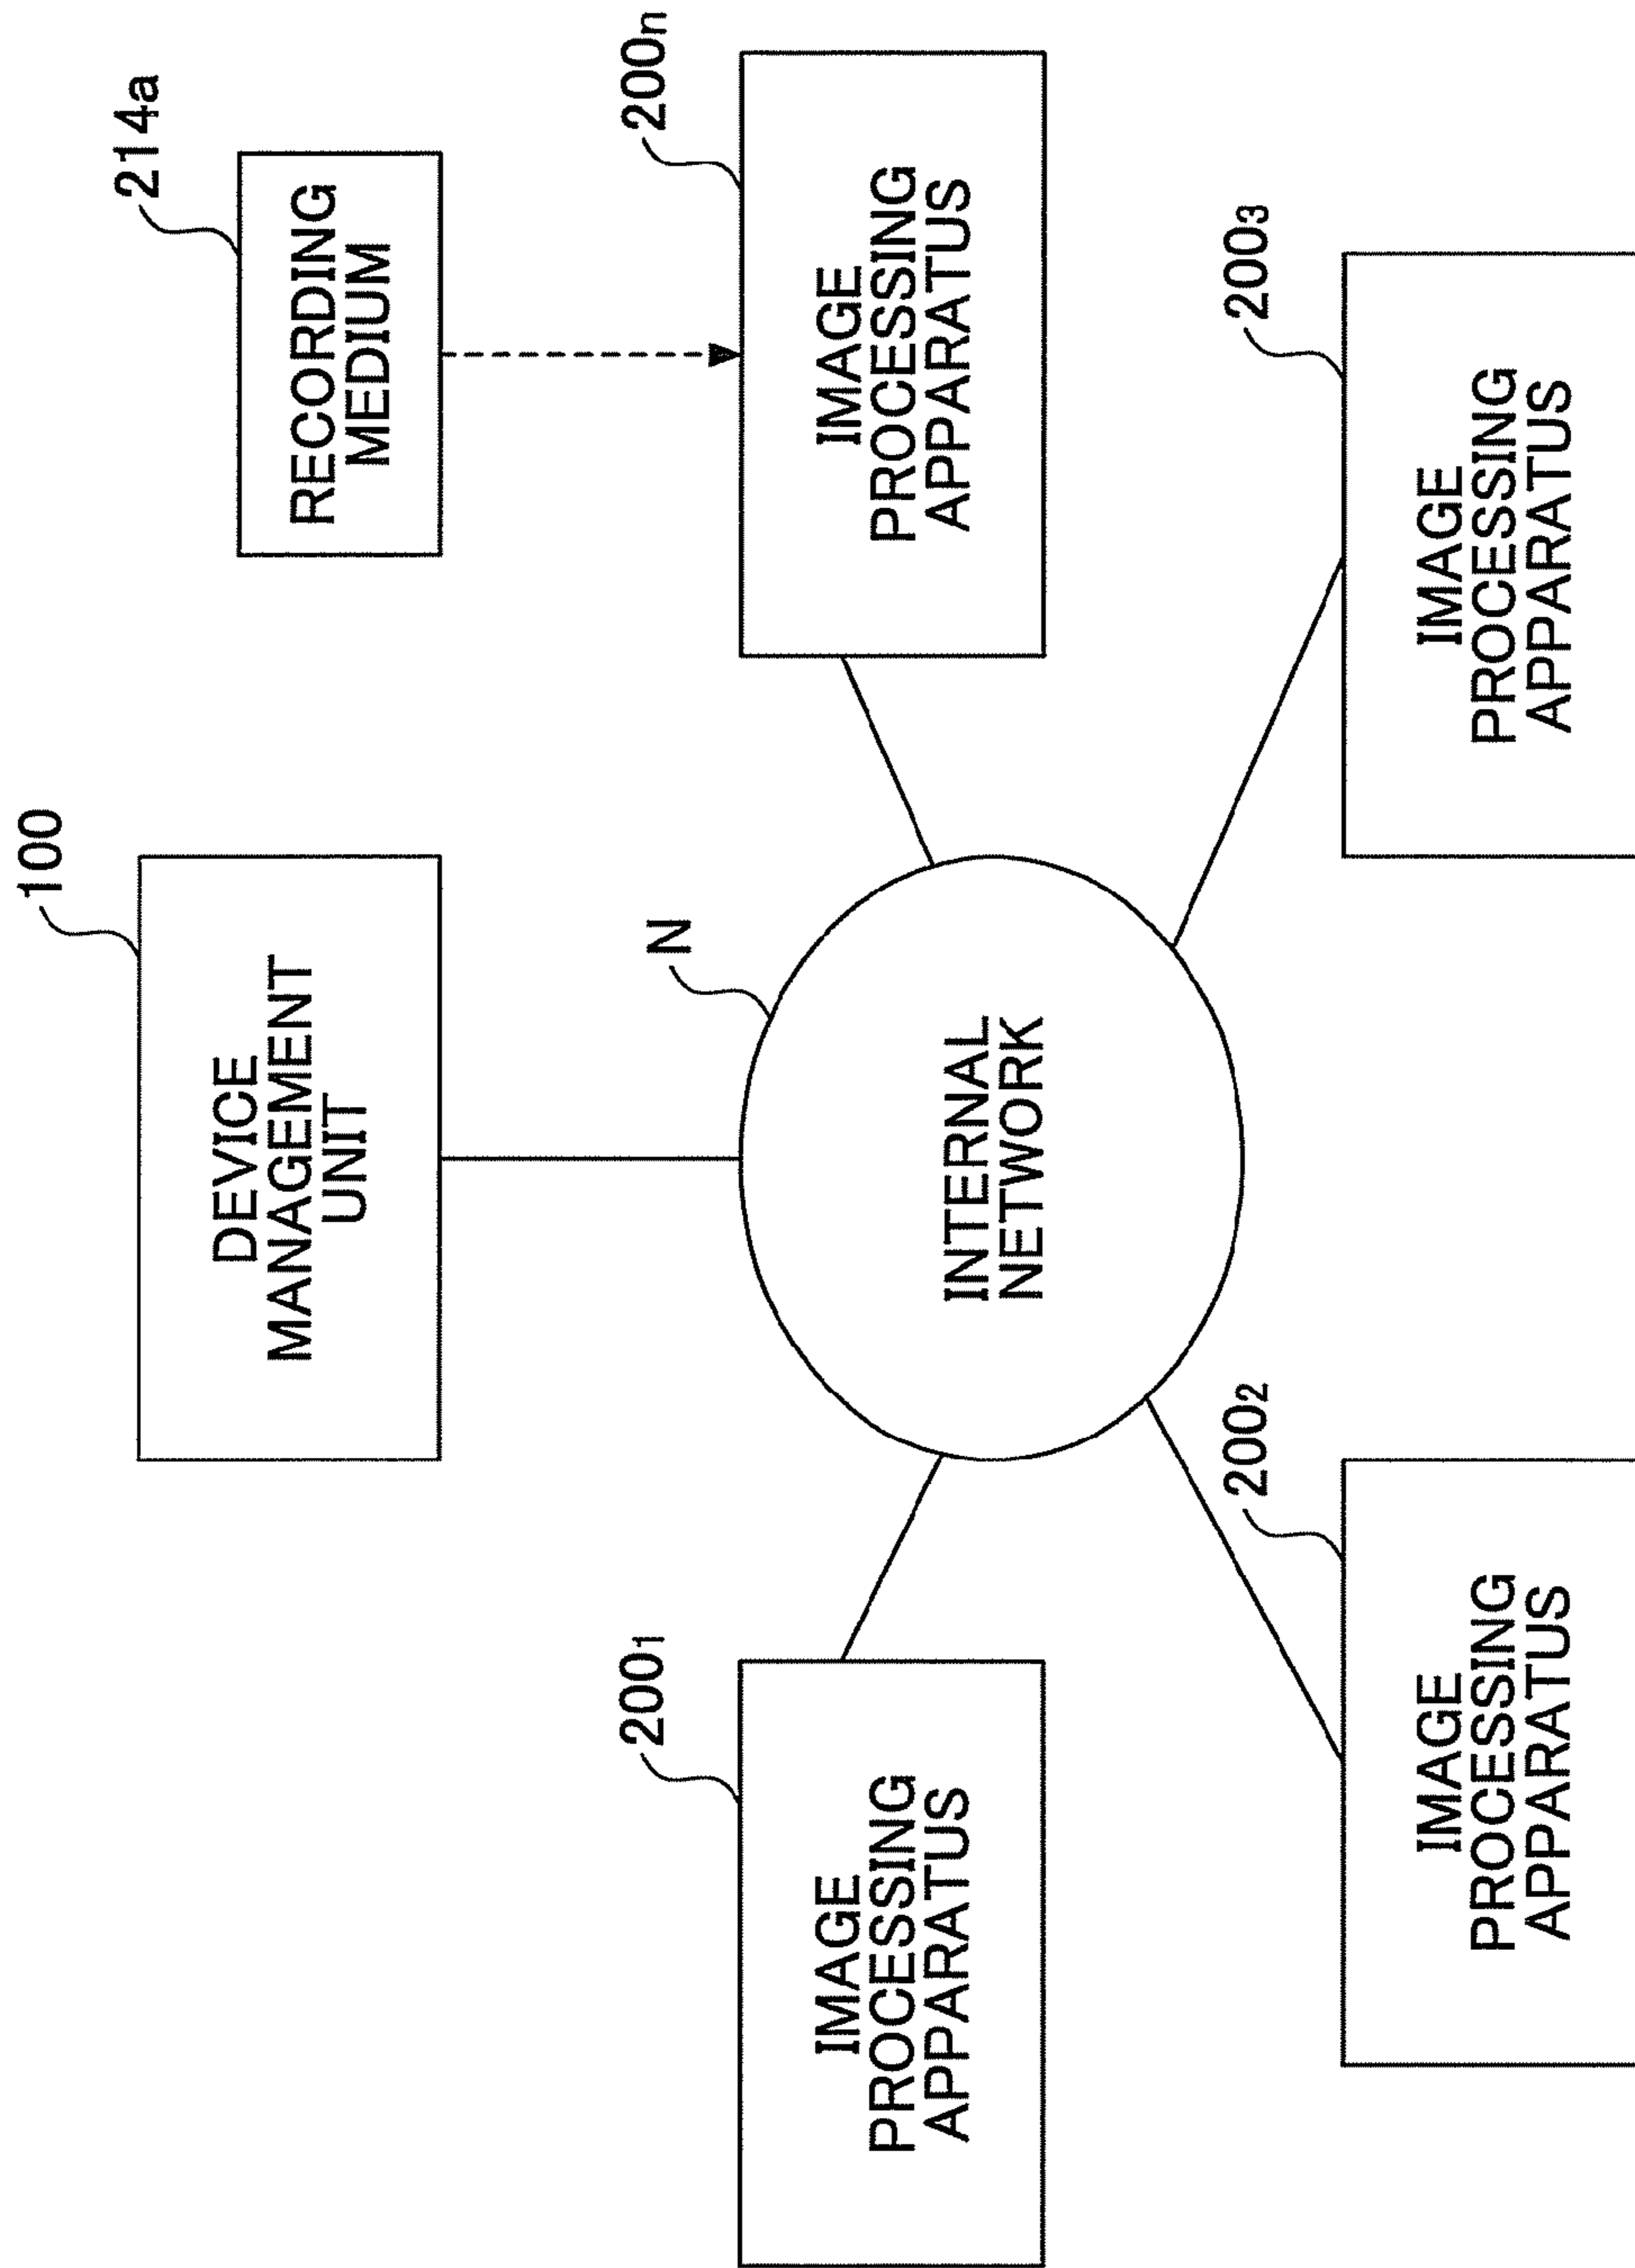 100
DEVICE
MANAGEMENT
UNIT
214a
RECORDING
MEDIUM
N
INTERNAL
NETWORK
200₁
IMAGE
PROCESSING
APPARATUS
200n
IMAGE
PROCESSING
APPARATUS
200₂
IMAGE
PROCESSING
APPARATUS
200₃
IMAGE
PROCESSING
APPARATUS